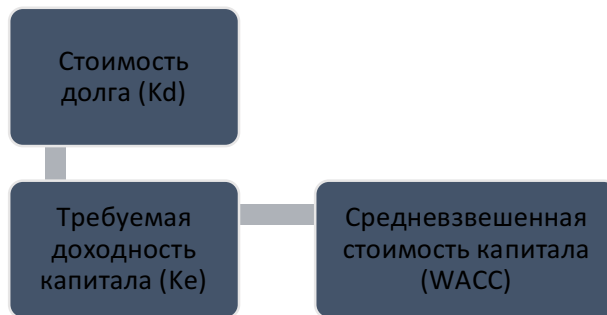 Стоимость
долга (Kd)
Требуемая
доходность
капитала (Ke)
Средневзвешенная
стоимость капитала
(WACC)